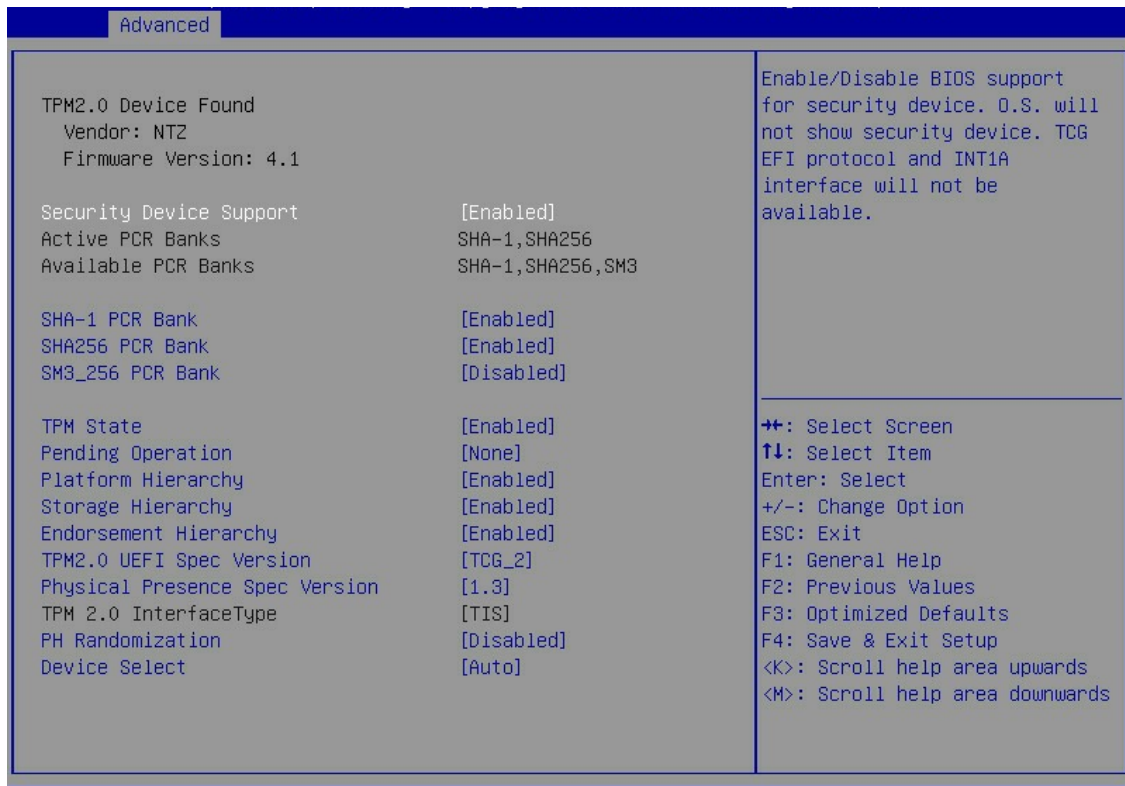 Advanced
TPM2.0 Device Found
Vendor: NTZ
Firmware Version: 4.1
Security Device Support [Enabled]
Active PCR Banks SHA-1,SHA256
Available PCR Banks SHA-1,SHA256,SM3
SHA-1 PCR Bank [Enabled]
SHA256 PCR Bank [Enabled]
SM3_256 PCR Bank [Disabled]
TPM State [Enabled]
Pending Operation [None]
Platform Hierarchy [Enabled]
Storage Hierarchy [Enabled]
Endorsement Hierarchy [Enabled]
TPM2.0 UEFI Spec Version [TCG_2]
Physical Presence Spec Version [1.3]
TPM 2.0 InterfaceType [TIS]
PH Randomization [Disabled]
Device Select [Auto]
Enable/Disable BIOS support
for security device. O.S. will
not show security device. TCG
EFI protocol and INT1A
interface will not be
available.
→←: Select Screen
↑↓: Select Item
Enter: Select
+/-: Change Option
ESC: Exit
F1: General Help
F2: Previous Values
F3: Optimized Defaults
F4: Save & Exit Setup
<K>: Scroll help area upwards
<M>: Scroll help area downwards